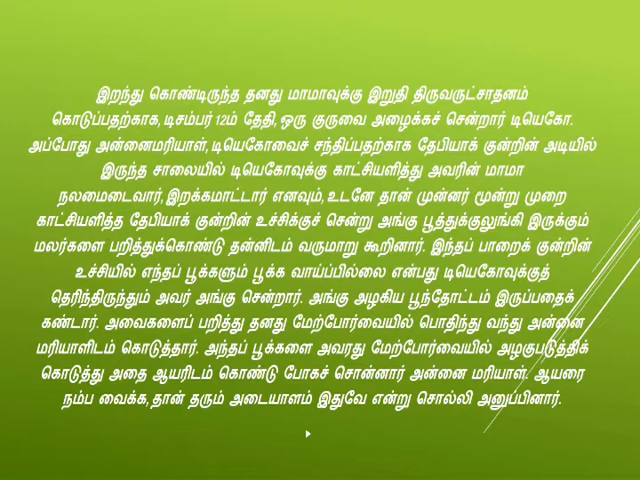 இறந்து கொண்டிருந்த தனது மாமாவுக்கு இறுதி திருவருட்சாதனம்
கொடுப்பதற்காக, டிசம்பர் 12ம் தேதி, ஒரு குருவை அழைக்கச் சென்றார் டியெகோ.
அப்போது அன்னைமரியாள், டியெகோவைச் சந்திப்பதற்காக தேபியாக் குன்றின் அடியில்
இருந்த சாலையில் டியெகோவுக்கு காட்சியளித்து அவரின் மாமா
நலமைடைவார், இறக்கமாட்டார் எனவும், உடனே தான் முன்னர் மூன்று முறை
காட்சியளித்த தேபியாக் குன்றின் உச்சிக்குச் சென்று அங்கு பூத்துக்குலுங்கி இருக்கும்
மலர்களை பறித்துக்கொண்டு தன்னிடம் வருமாறு கூறினார். இந்தப் பாறைக் குன்றின்
உச்சியில் எந்தப் பூக்களும் பூக்க வாய்ப்பில்லை என்பது டியெகோவுக்குத்
தெரிந்திருந்தும் அவர் அங்கு சென்றார். அங்கு அழகிய பூந்தோட்டம் இருப்பதைக்
கண்டார். அவைகளைப் பறித்து தனது மேற்போர்வையில் பொதிந்து வந்து அன்னை
மரியாளிடம் கொடுத்தார். அந்தப் பூக்களை அவரது மேற்போர்வையில் அழகுபடுத்திக்
கொடுத்து அதை ஆயரிடம் கொண்டு போகச் சொன்னார் அன்னை மரியாள். ஆயரை
நம்ப வைக்க, தான் தரும் அடையாளம் இதுவே என்று சொல்லி அனுப்பினார்.